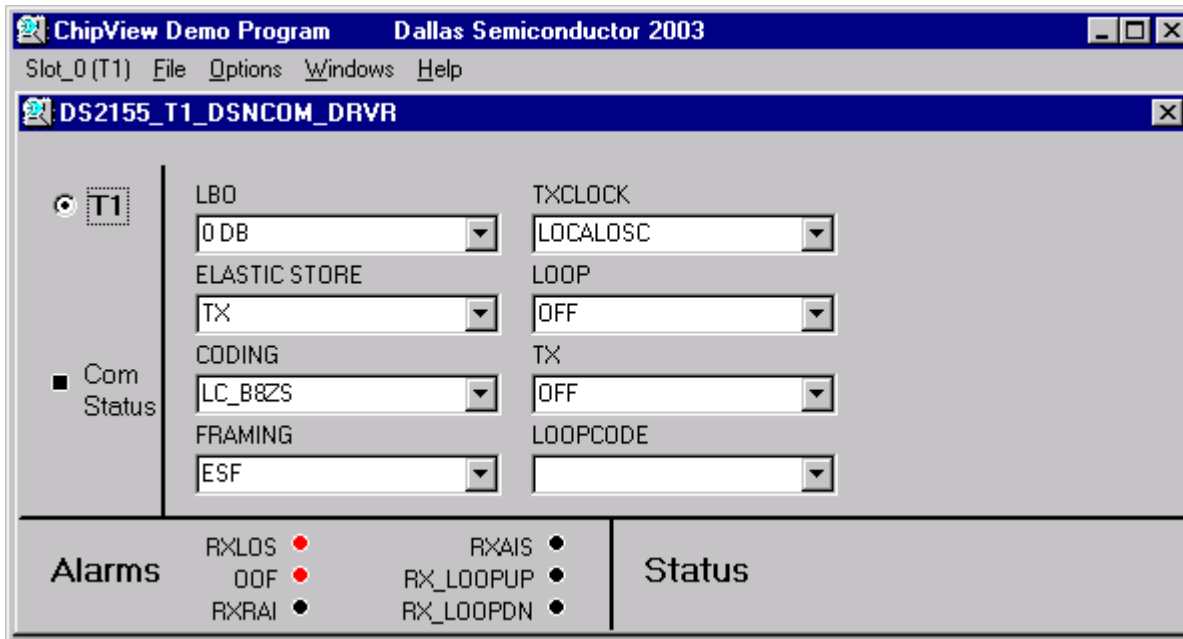 ChipView Demo Program Dallas Semiconductor 2003
Slot_0 (T1) File Options Windows Help
DS2155_T1_DSNCOM_DRVR
T1
LBO TXCLOCK
0 DB LOCALOSC
ELASTIC STORE LOOP
TX OFF
CODING TX
LC_B8ZS OFF
FRAMING LOOPCODE
ESF
Com
Status
Alarms
RXLOS RXAIS
OOF RX_LOOPUP
RXRAI RX_LOOPDN
Status